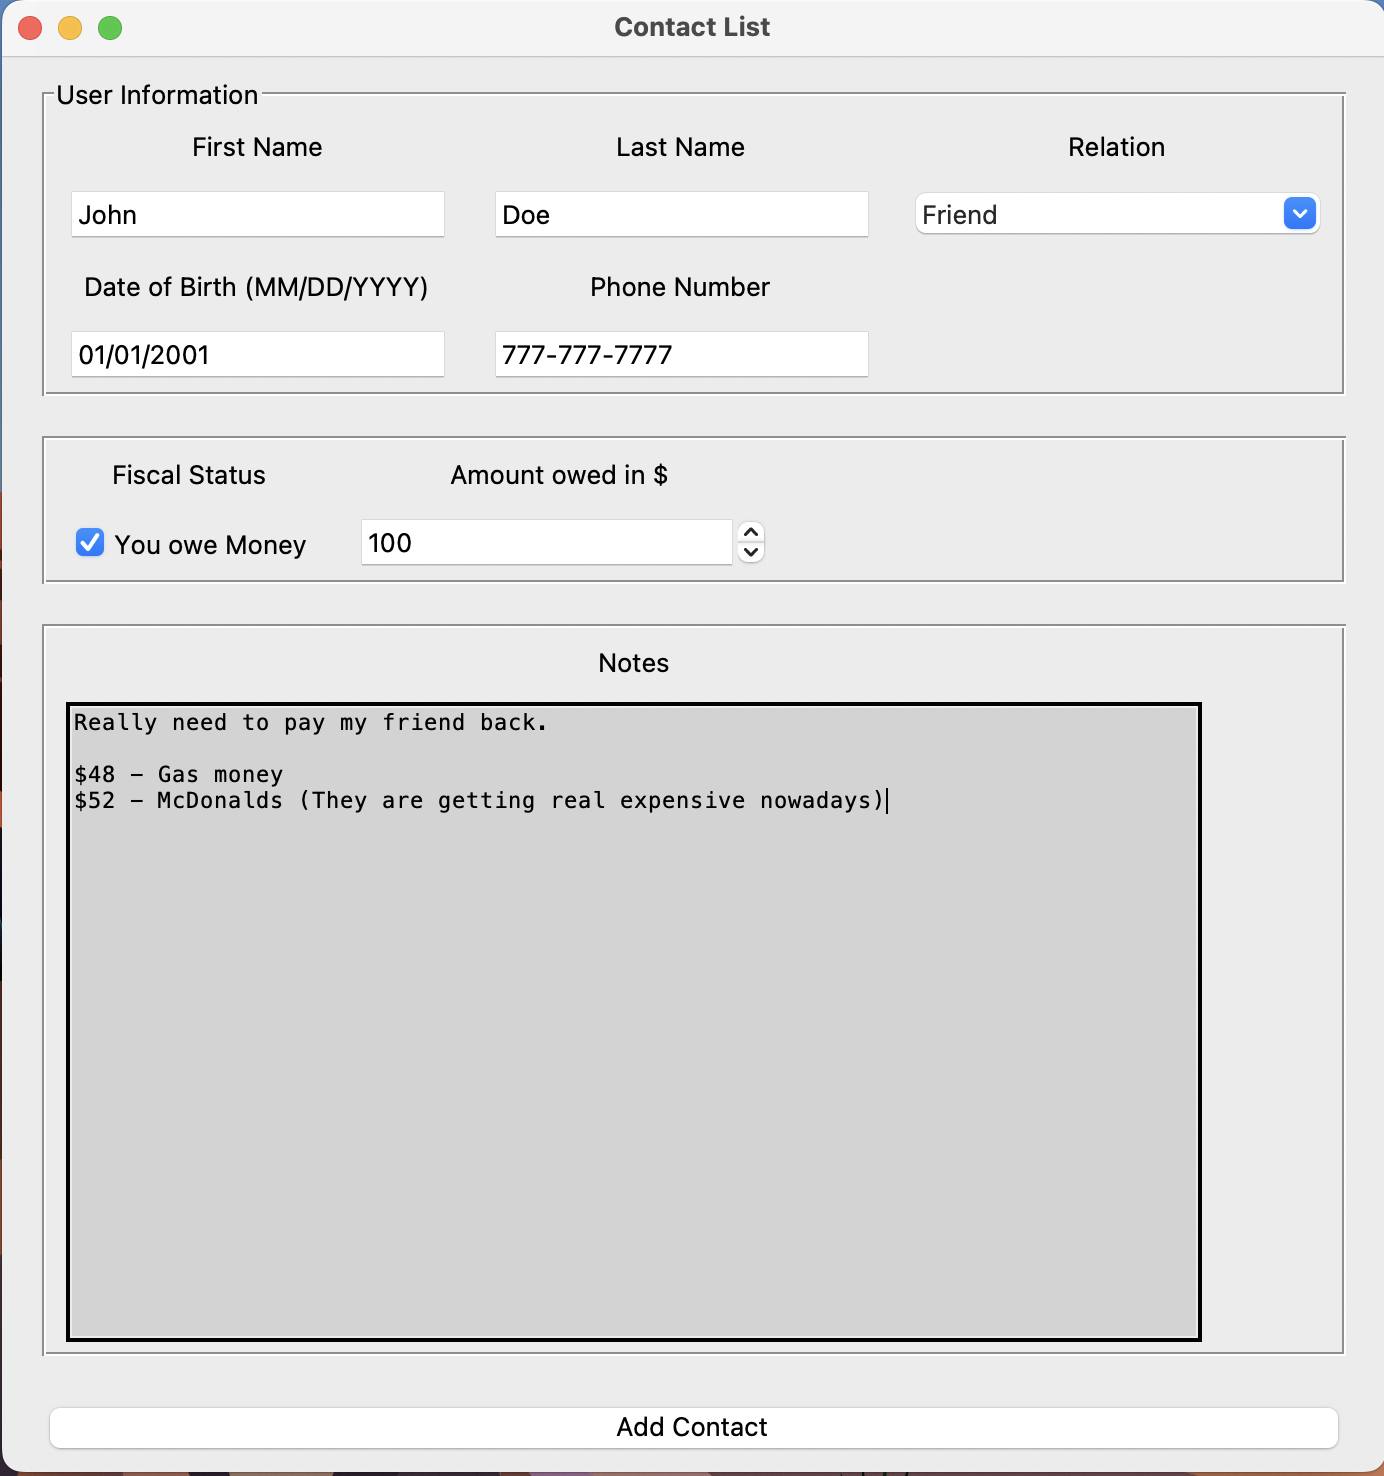 Contact List
User Information
First Name
Last Name
Relation
John
Doe
Friend
Date of Birth (MM/DD/YYYY)
Phone Number
01/01/2001
777-777-7777
Fiscal Status
Amount owed in $
You owe Money
100
Notes
Really need to pay my friend back.
$48 – Gas money
$52 – McDonalds (They are getting real expensive nowadays)
Add Contact